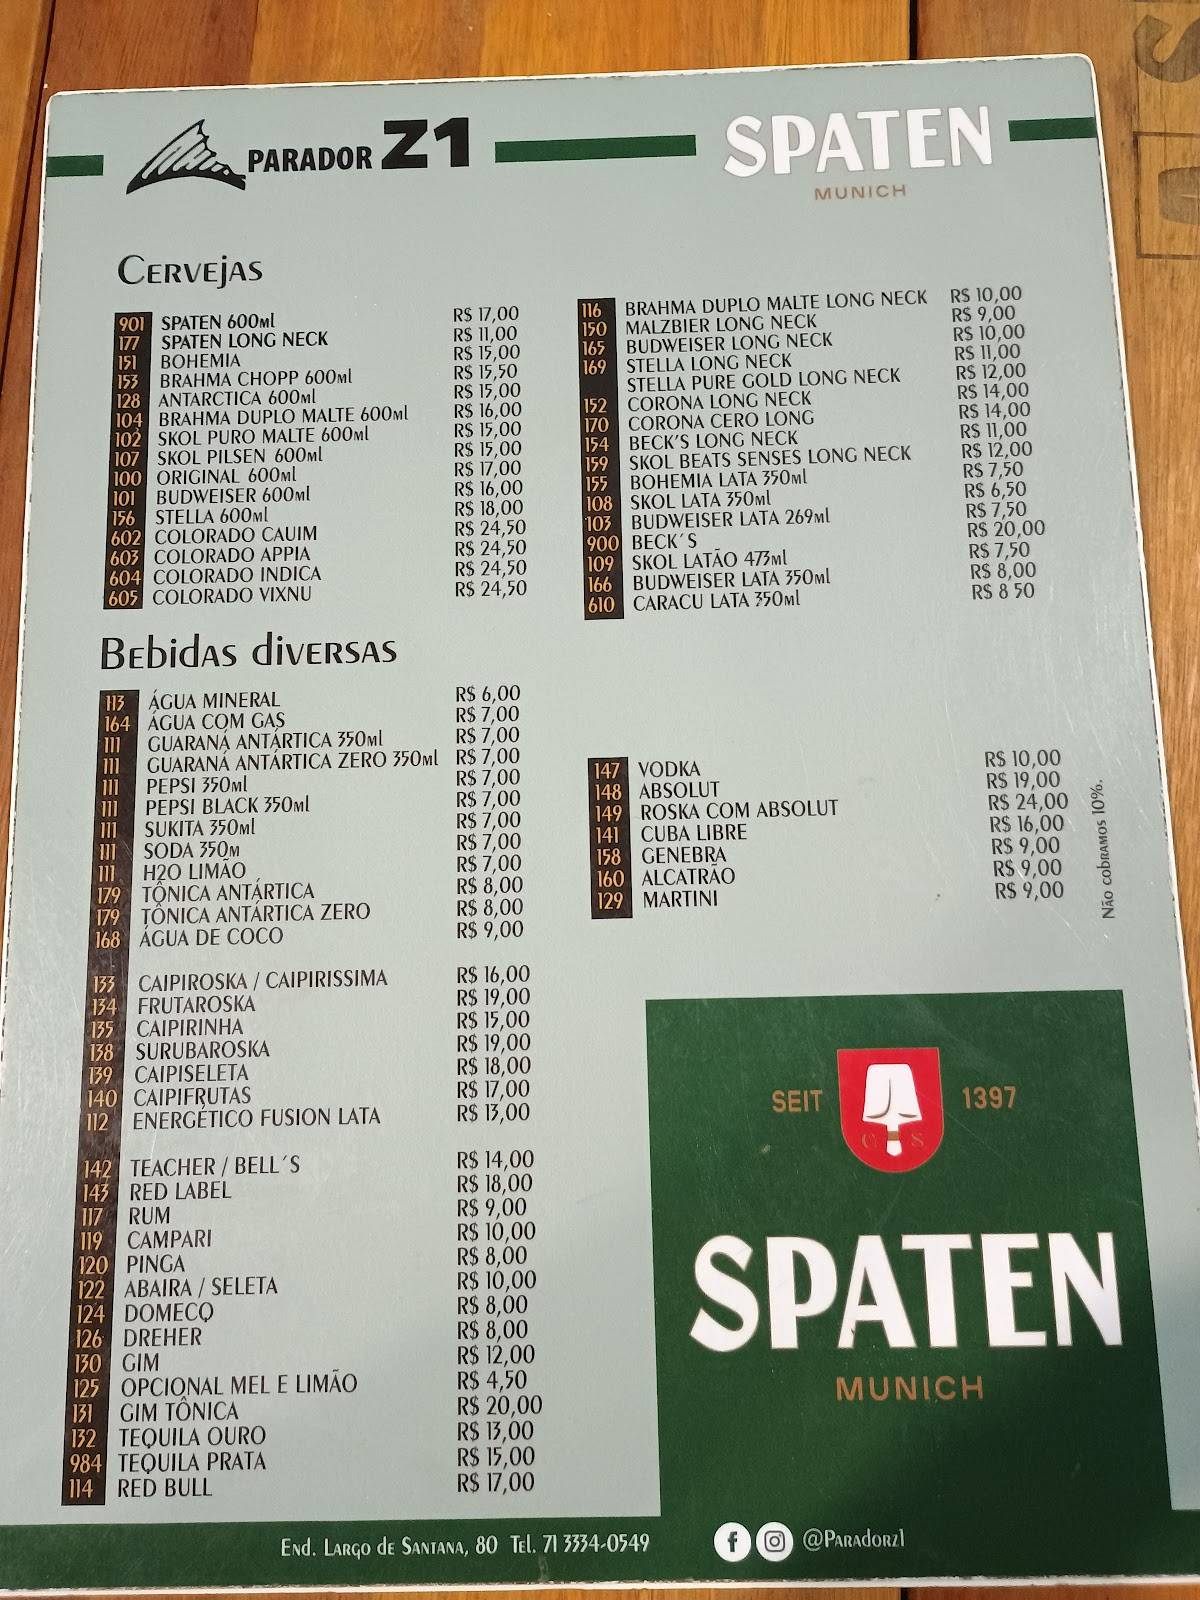 PARADOR Z1
SPATEN
MUNICH
Cervejas
901 SPATEN 600ml R$ 17,00
177 SPATEN LONG NECK R$ 11,00
151 BOHEMIA R$ 15,00
153 BRAHMA CHOPP 600ml R$ 15,50
128 ANTARCTICA 600ml R$ 15,00
104 BRAHMA DUPLO MALTE 600ml R$ 16,00
102 SKOL PURO MALTE 600ml R$ 15,00
107 SKOL PILSEN 600ml R$ 15,00
100 ORIGINAL 600ml R$ 17,00
101 BUDWEISER 600ml R$ 16,00
156 STELLA 600ml R$ 18,00
602 COLORADO CAUIM R$ 24,50
603 COLORADO APPIA R$ 24,50
604 COLORADO INDICA R$ 24,50
605 COLORADO VIXNU R$ 24,50
116 BRAHMA DUPLO MALTE LONG NECK R$ 10,00
150 MALZBIER LONG NECK R$ 9,00
165 BUDWEISER LONG NECK R$ 10,00
169 STELLA LONG NECK R$ 11,00
STELLA PURE GOLD LONG NECK R$ 12,00
152 CORONA LONG NECK R$ 14,00
170 CORONA CERO LONG R$ 14,00
154 BECK'S LONG NECK R$ 11,00
159 SKOL BEATS SENSES LONG NECK R$ 12,00
155 BOHEMIA LATA 350ml R$ 7,50
108 SKOL LATA 350ml R$ 6,50
103 BUDWEISER LATA 269ml R$ 7,50
900 BECK´S R$ 20,00
109 SKOL LATÃO 473ml R$ 7,50
166 BUDWEISER LATA 350ml R$ 8,00
610 CARACU LATA 350ml R$ 8 50
Bebidas diversas
113 ÁGUA MINERAL R$ 6,00
164 ÁGUA COM GAS R$ 7,00
111 GUARANÁ ANTÁRTICA 350ml R$ 7,00
111 GUARANÁ ANTÁRTICA ZERO 350ml R$ 7,00
111 PEPSI 350ml R$ 7,00
111 PEPSI BLACK 350ml R$ 7,00
111 SUKITA 350ml R$ 7,00
111 SODA 350m R$ 7,00
111 H2O LIMÃO R$ 7,00
179 TÔNICA ANTÁRTICA R$ 8,00
179 TÔNICA ANTÁRTICA ZERO R$ 8,00
168 ÁGUA DE COCO R$ 9,00
133 CAIPIROSKA / CAIPIRISSIMA R$ 16,00
134 FRUTAROSKA R$ 19,00
135 CAIPIRINHA R$ 15,00
138 SURUBAROSKA R$ 19,00
139 CAIPISELETA R$ 18,00
140 CAIPIFRUTAS R$ 17,00
112 ENERGÉTICO FUSION LATA R$ 13,00
142 TEACHER / BELL´S R$ 14,00
143 RED LABEL R$ 18,00
117 RUM R$ 9,00
119 CAMPARI R$ 10,00
120 PINGA R$ 8,00
122 ABAIRA / SELETA R$ 10,00
124 DOMECQ R$ 8,00
126 DREHER R$ 8,00
130 GIM R$ 12,00
125 OPCIONAL MEL E LIMÃO R$ 4,50
131 GIM TÔNICA R$ 20,00
132 TEQUILA OURO R$ 13,00
984 TEQUILA PRATA R$ 15,00
114 RED BULL R$ 17,00
147 VODKA R$ 10,00
148 ABSOLUT R$ 19,00
149 ROSKA COM ABSOLUT R$ 24,00
141 CUBA LIBRE R$ 16,00
158 GENEBRA R$ 9,00
160 ALCATRÃO R$ 9,00
129 MARTINI R$ 9,00
Não cobramos 10%.
SEIT 1397
C S
SPATEN
MUNICH
End. Largo de Santana, 80 Tel. 71 3334-0549
@Paradorz1